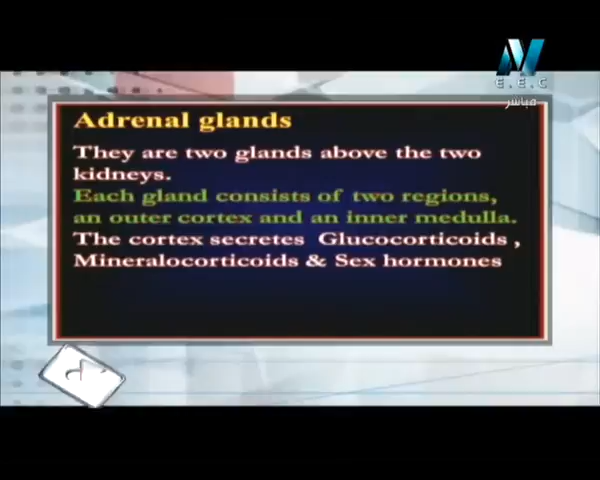 E.E.C
مباشر
Adrenal glands
They are two glands above the two
kidneys.
Each gland consists of two regions,
an outer cortex and an inner medulla.
The cortex secretes Glucocorticoids ,
Mineralocorticoids & Sex hormones